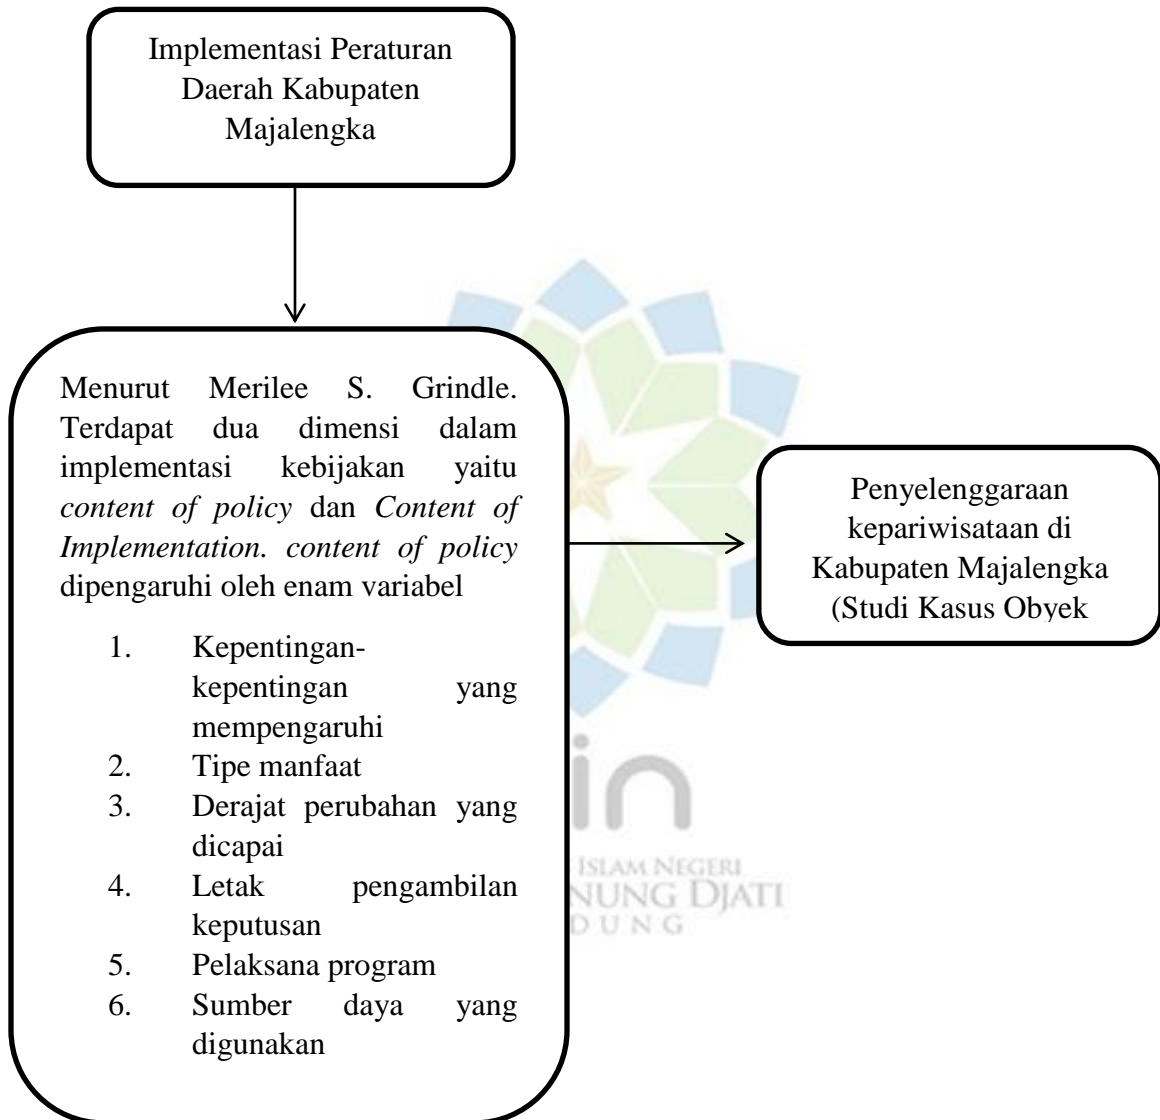 Implementasi Peraturan
Daerah Kabupaten
Majalengka
Menurut Merilee S. Grindle.
Terdapat dua dimensi dalam
implementasi kebijakan yaitu
content of policy dan Content of
Implementation. content of policy
dipengaruhi oleh enam variabel
1. Kepentingan-
kepentingan yang
mempengaruhi
2. Tipe manfaat
3. Derajat perubahan yang
dicapai
4. Letak pengambilan
keputusan
5. Pelaksana program
6. Sumber daya yang
digunakan
Penyelenggaraan
kepariwisataan di
Kabupaten Majalengka
(Studi Kasus Obyek
in
ISLAM NEGERI
NUNG DJATI
DUNG